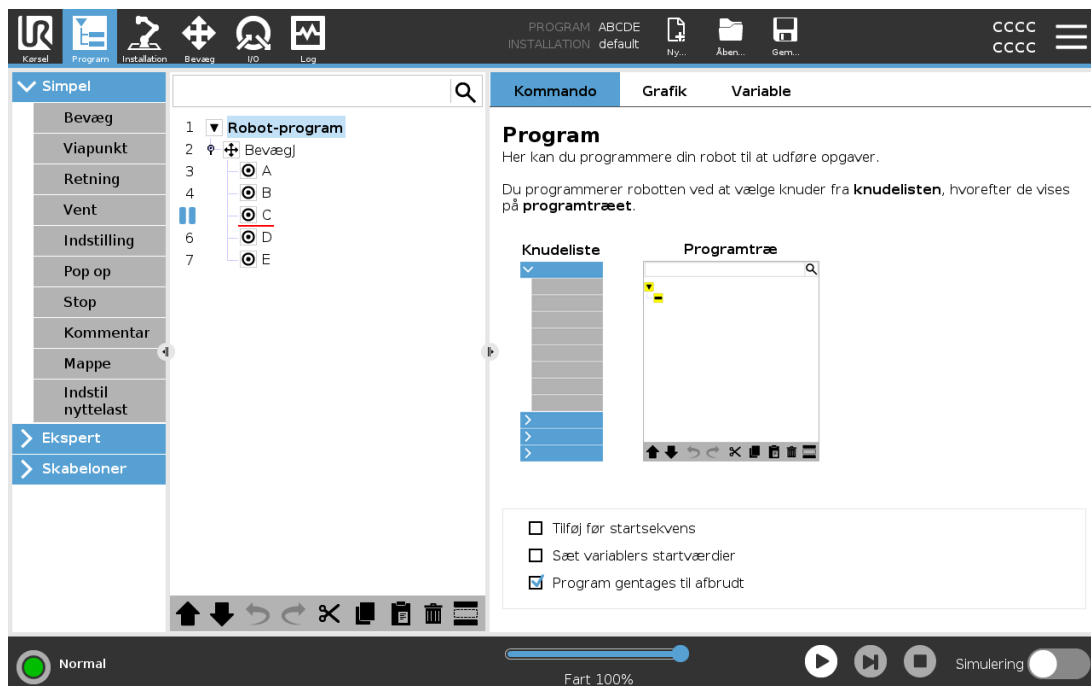 PROGRAM ABCDE
INSTALLATION default
UR
Kørsel
Program
Installation
Bevæg
I/O
Log
Ny...
Åben...
Gem...
CCCC
CCCC
Simpel
Bevæg
Viapunkt
Retning
Vent
Indstilling
Pop op
Stop
Kommentar
Mappe
Indstil
nyttelast
Ekspert
Skabeloner
1 Robot-program
2 BevægJ
3 A
4 B
C
6 D
7 E
Kommando Grafik Variable
Program
Her kan du programmere din robot til at udføre opgaver.
Du programmerer robotten ved at vælge knuder fra knudelisten, hvorefter de vises
på programtræet.
Knudeliste
Programtræ
Tilføj før startsekvens
Sæt variablers startværdier
Program gentages til afbrudt
Normal
Fart 100%
Simulering